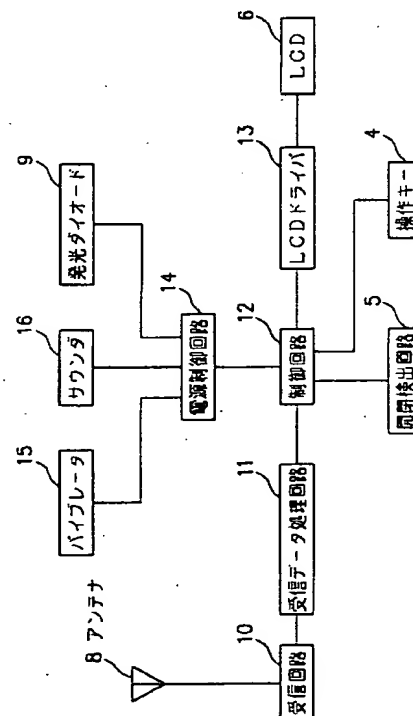 8 アンテナ
15
バイブレータ
16
サウンダ
9
発光ダイオード
14
電源制御回路
10
受信回路
11
受信データ処理回路
12
制御回路
13
LCDドライバ
6
LCD
5
開閉検出回路
4
操作キー